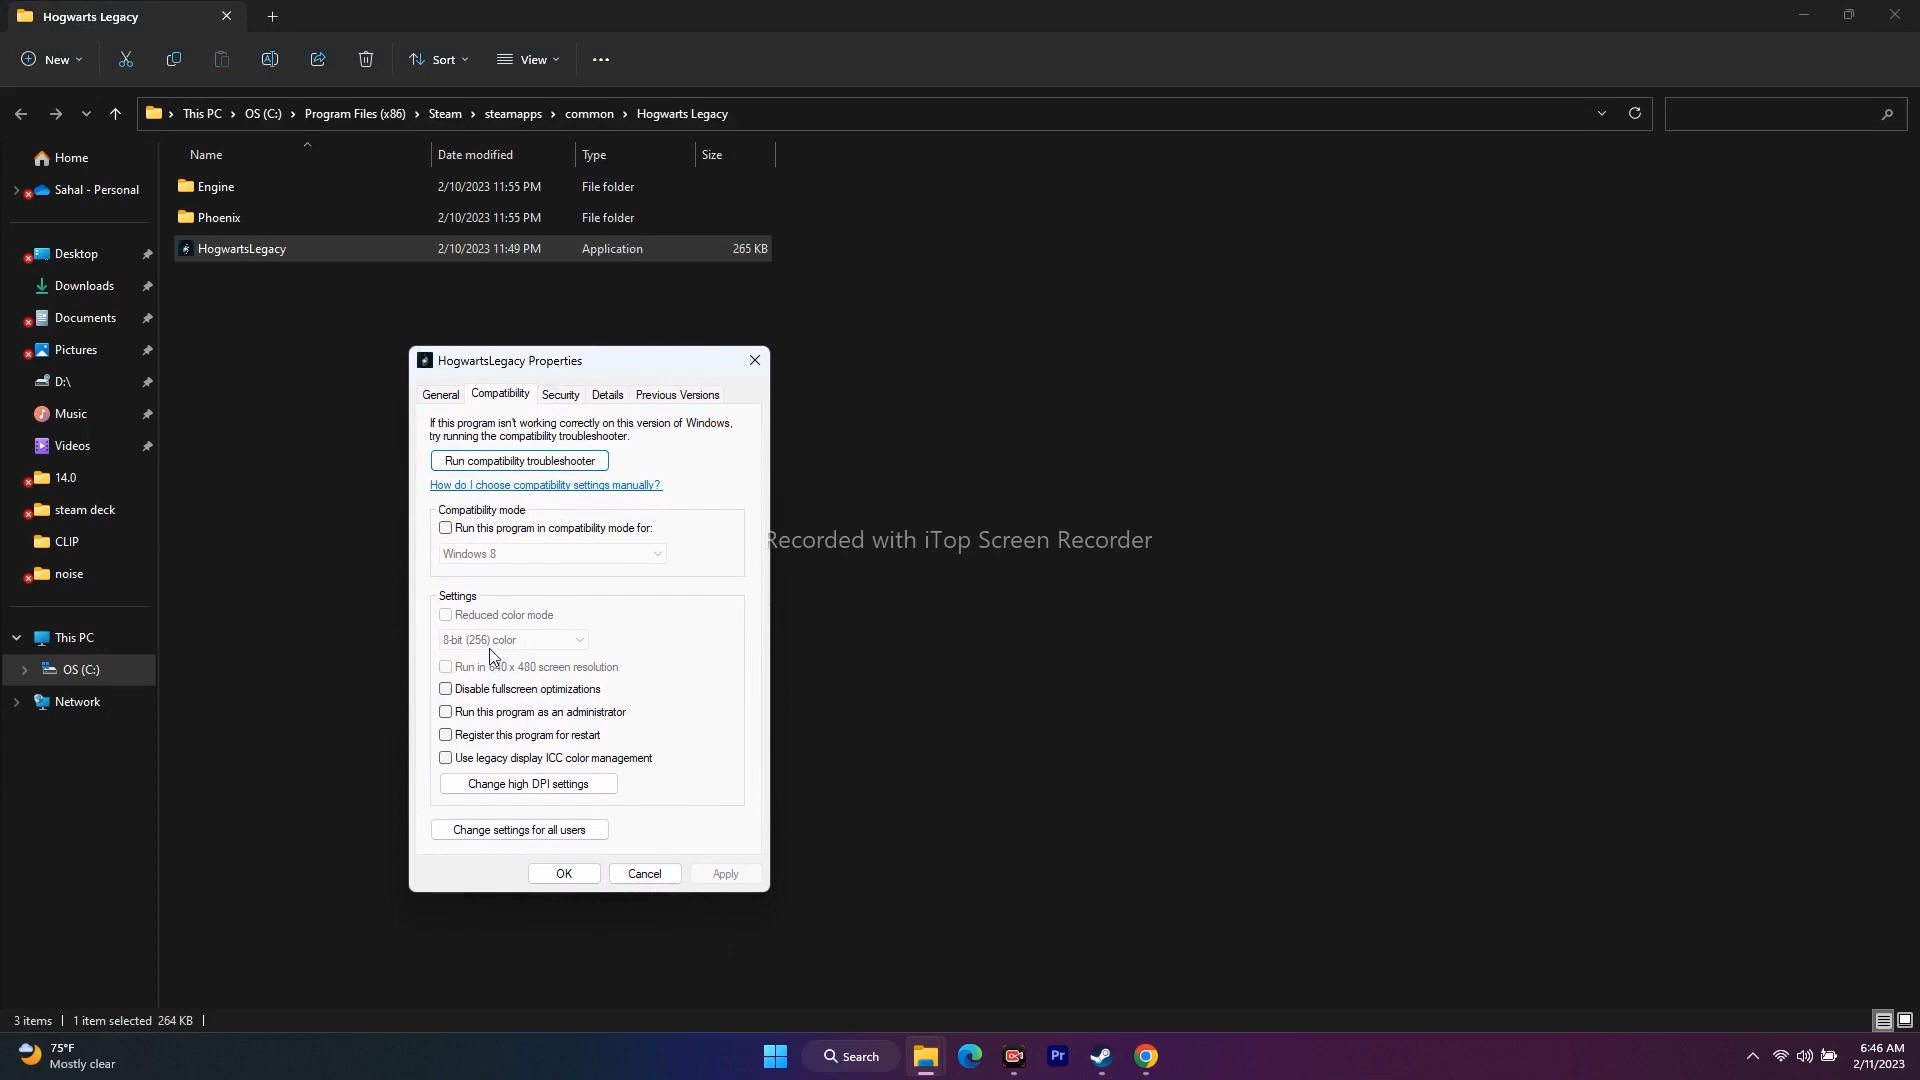 Hogwarts Legacy
New
Sort
View
This PC
OS (C:)
Program Files (x86)
Steam
steamapps
common
Hogwarts Legacy
Name
Date modified
Type
Size
Engine
2/10/2023 11:55 PM
File folder
Phoenix
2/10/2023 11:55 PM
File folder
HogwartsLegacy
2/10/2023 11:49 PM
Application
265 KB
Home
Sahal - Personal
Desktop
Downloads
Documents
Pictures
D:\
Music
Videos
14.0
steam deck
CLIP
noise
This PC
OS (C:)
Network
HogwartsLegacy Properties
General
Compatibility
Security
Details
Previous Versions
If this program isn't working correctly on this version of Windows,
try running the compatibility troubleshooter.
Run compatibility troubleshooter
How do I choose compatibility settings manually?
Compatibility mode
Run this program in compatibility mode for:
Windows 8
Settings
Reduced color mode
8-bit (256) color
Run in 640 x 480 screen resolution
Disable fullscreen optimizations
Run this program as an administrator
Register this program for restart
Use legacy display ICC color management
Change high DPI settings
Change settings for all users
OK
Cancel
Apply
Recorded with iTop Screen Recorder
3 items
1 item selected 264 KB
75°F
Mostly clear
Search
Pr
6:46 AM
2/11/2023